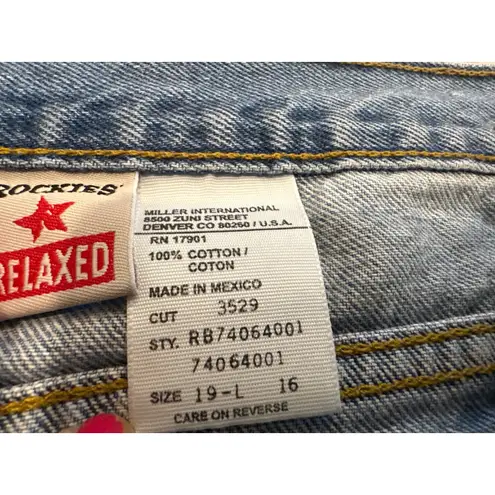 ROCKIES
RELAXED
MILLER INTERNATIONAL
8500 ZUNI STREET
DENVER CO 80260 / U.S.A.
RN 17901
100% COTTON /
COTON
MADE IN MEXICO
CUT 3529
STY. RB74064001
74064001
SIZE 19-L 16
CARE ON REVERSE